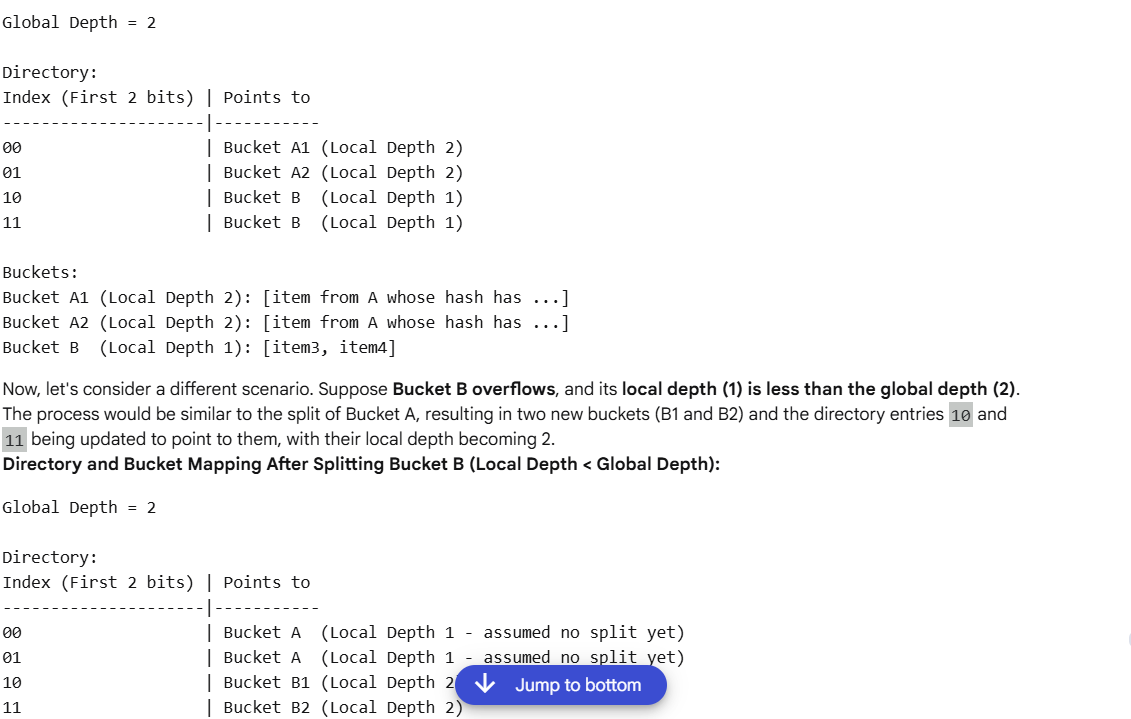 Global Depth = 2
Directory:
Index (First 2 bits) | Points to
---------------------|-----------
00                   | Bucket A1 (Local Depth 2)
01                   | Bucket A2 (Local Depth 2)
10                   | Bucket B  (Local Depth 1)
11                   | Bucket B  (Local Depth 1)
Buckets:
Bucket A1 (Local Depth 2): [item from A whose hash has ...]
Bucket A2 (Local Depth 2): [item from A whose hash has ...]
Bucket B  (Local Depth 1): [item3, item4]
Now, let's consider a different scenario. Suppose Bucket B overflows, and its local depth (1) is less than the global depth (2).
The process would be similar to the split of Bucket A, resulting in two new buckets (B1 and B2) and the directory entries 10 and
11 being updated to point to them, with their local depth becoming 2.
Directory and Bucket Mapping After Splitting Bucket B (Local Depth < Global Depth):
Global Depth = 2
Directory:
Index (First 2 bits) | Points to
---------------------|-----------
00                   | Bucket A  (Local Depth 1 - assumed no split yet)
01                   | Bucket A  (Local Depth 1 - assumed no split yet)
10                   | Bucket B1 (Local Depth 2
Jump to bottom
11                   | Bucket B2 (Local Depth 2)